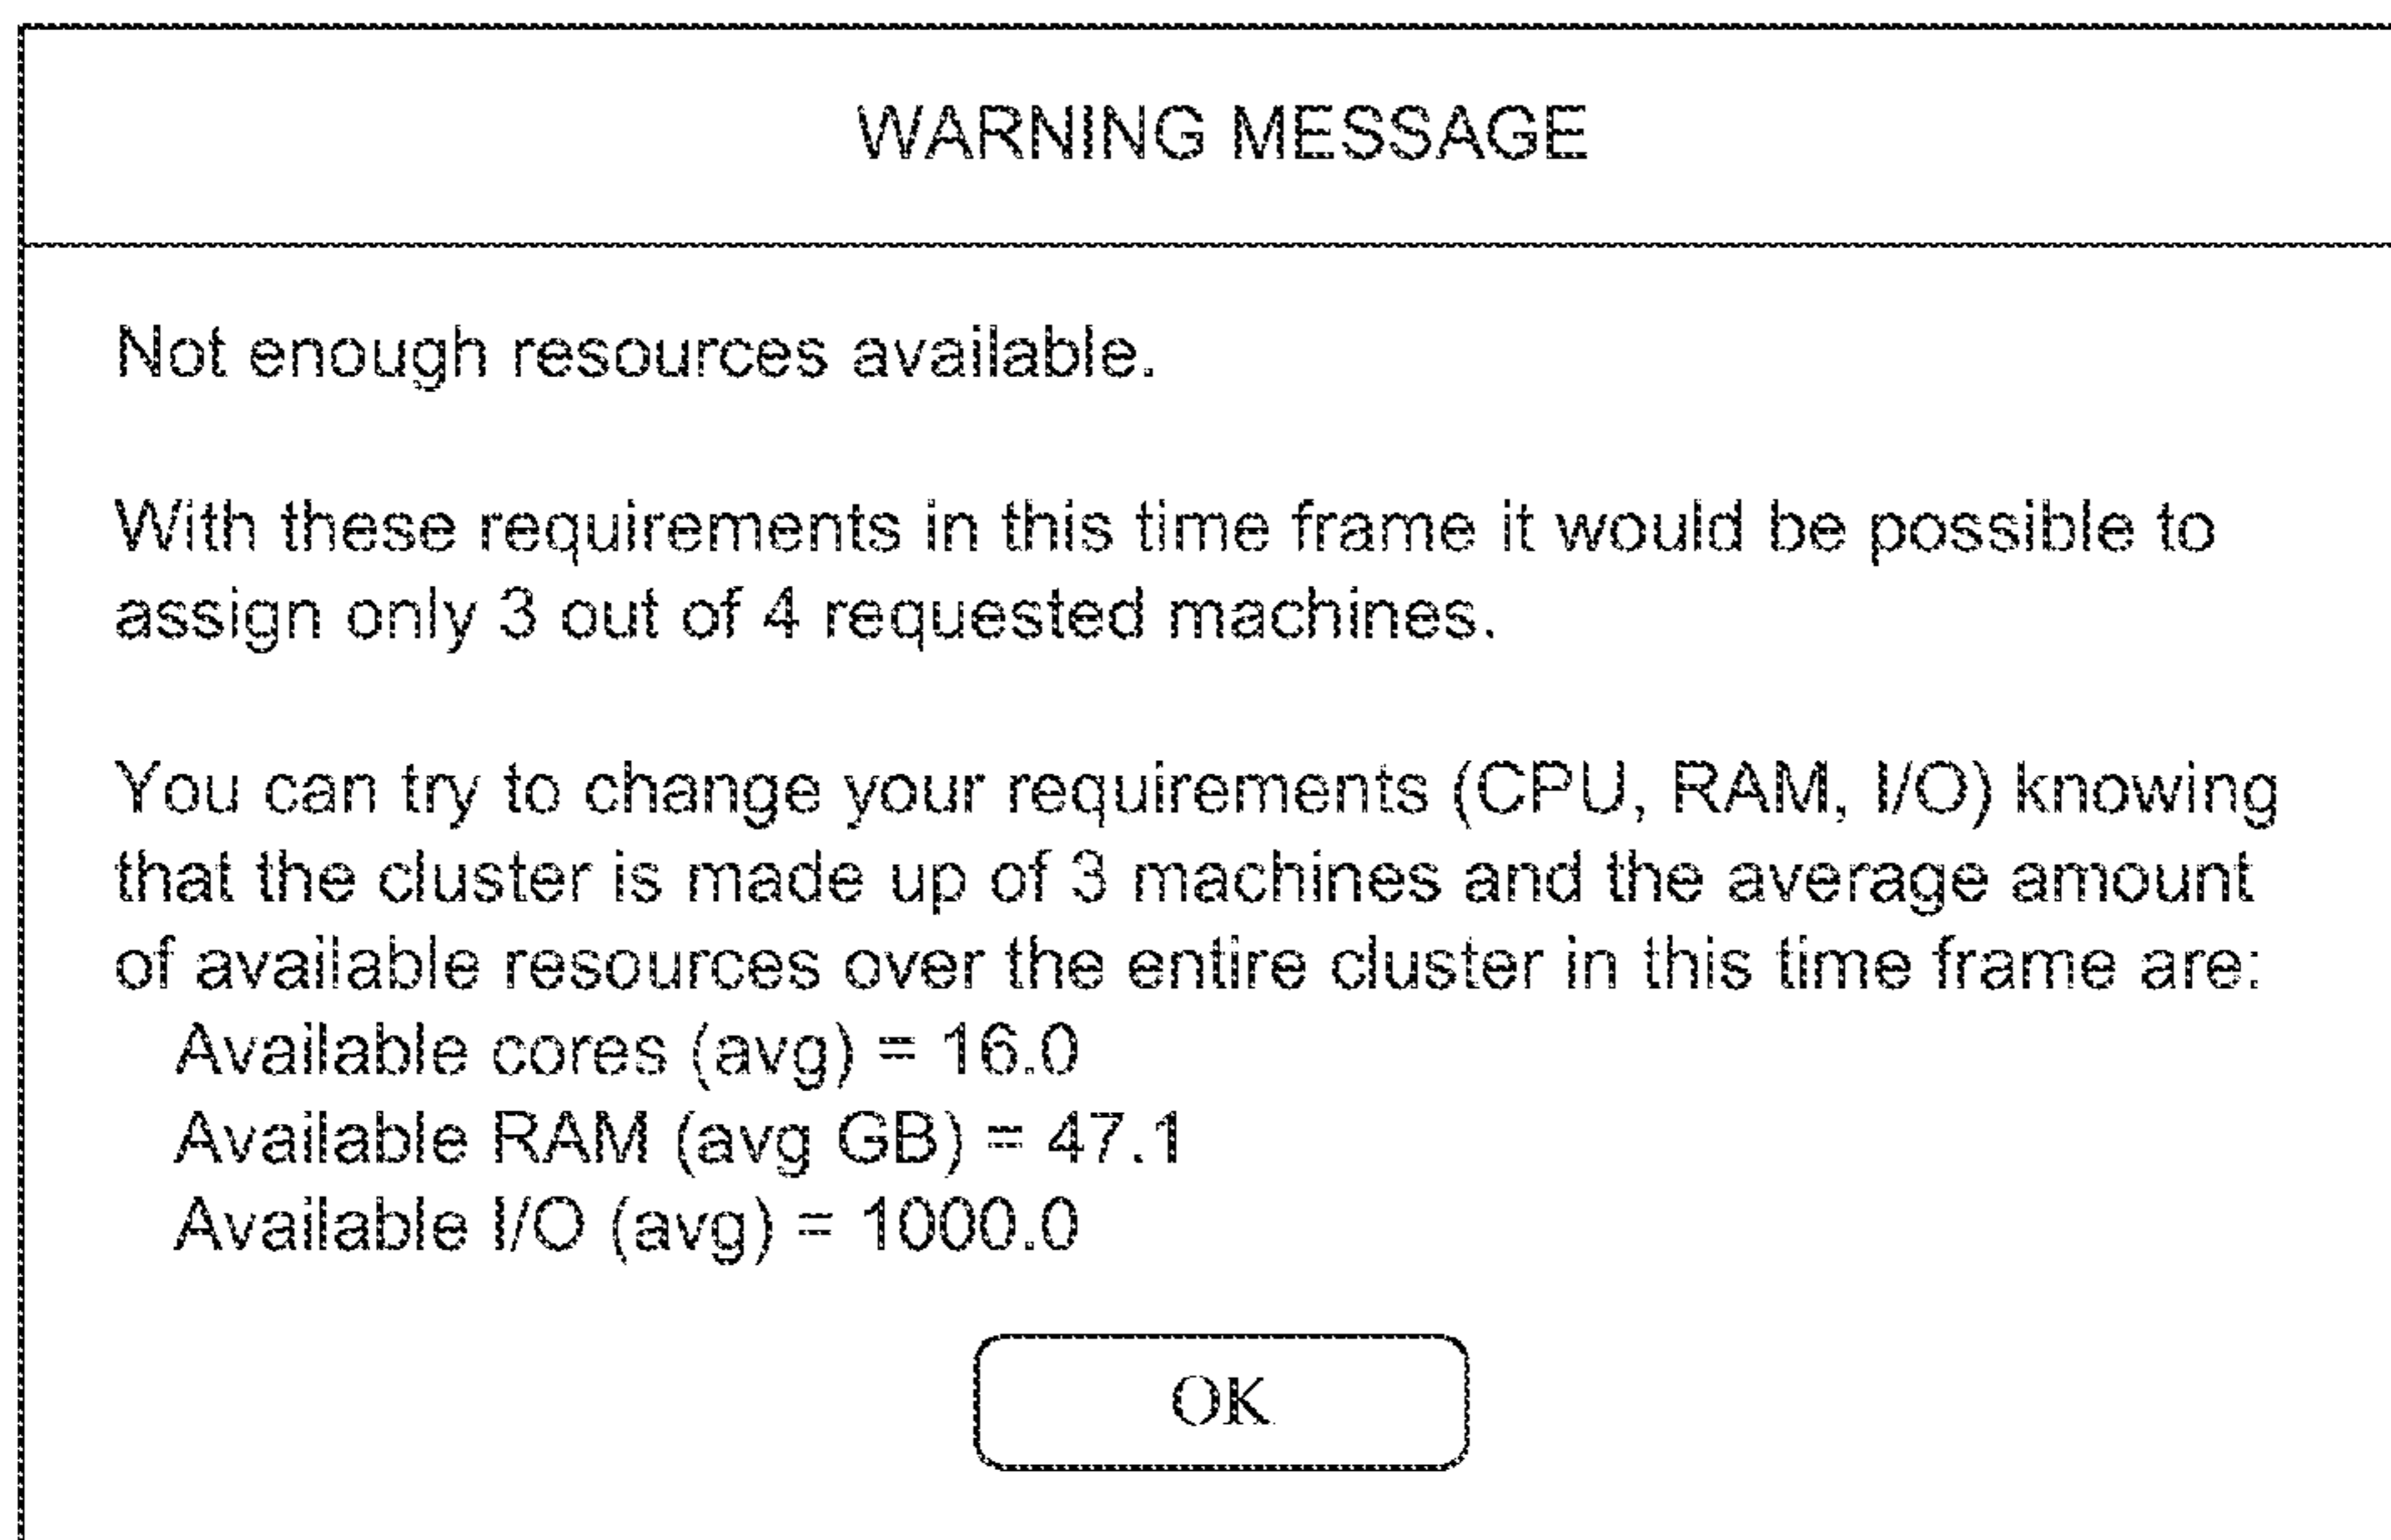 WARNING MESSAGE
Not enough resources available.
With these requirements in this time frame it would be possible to
assign only 3 out of 4 requested machines.
You can try to change your requirements (CPU, RAM, I/O) knowing
that the cluster is made up of 3 machines and the average amount
of available resources over the entire cluster in this time frame are:
Available cores (avg) = 16.0
Available RAM (avg GB) = 47.1
Available I/O (avg) = 1000.0
OK